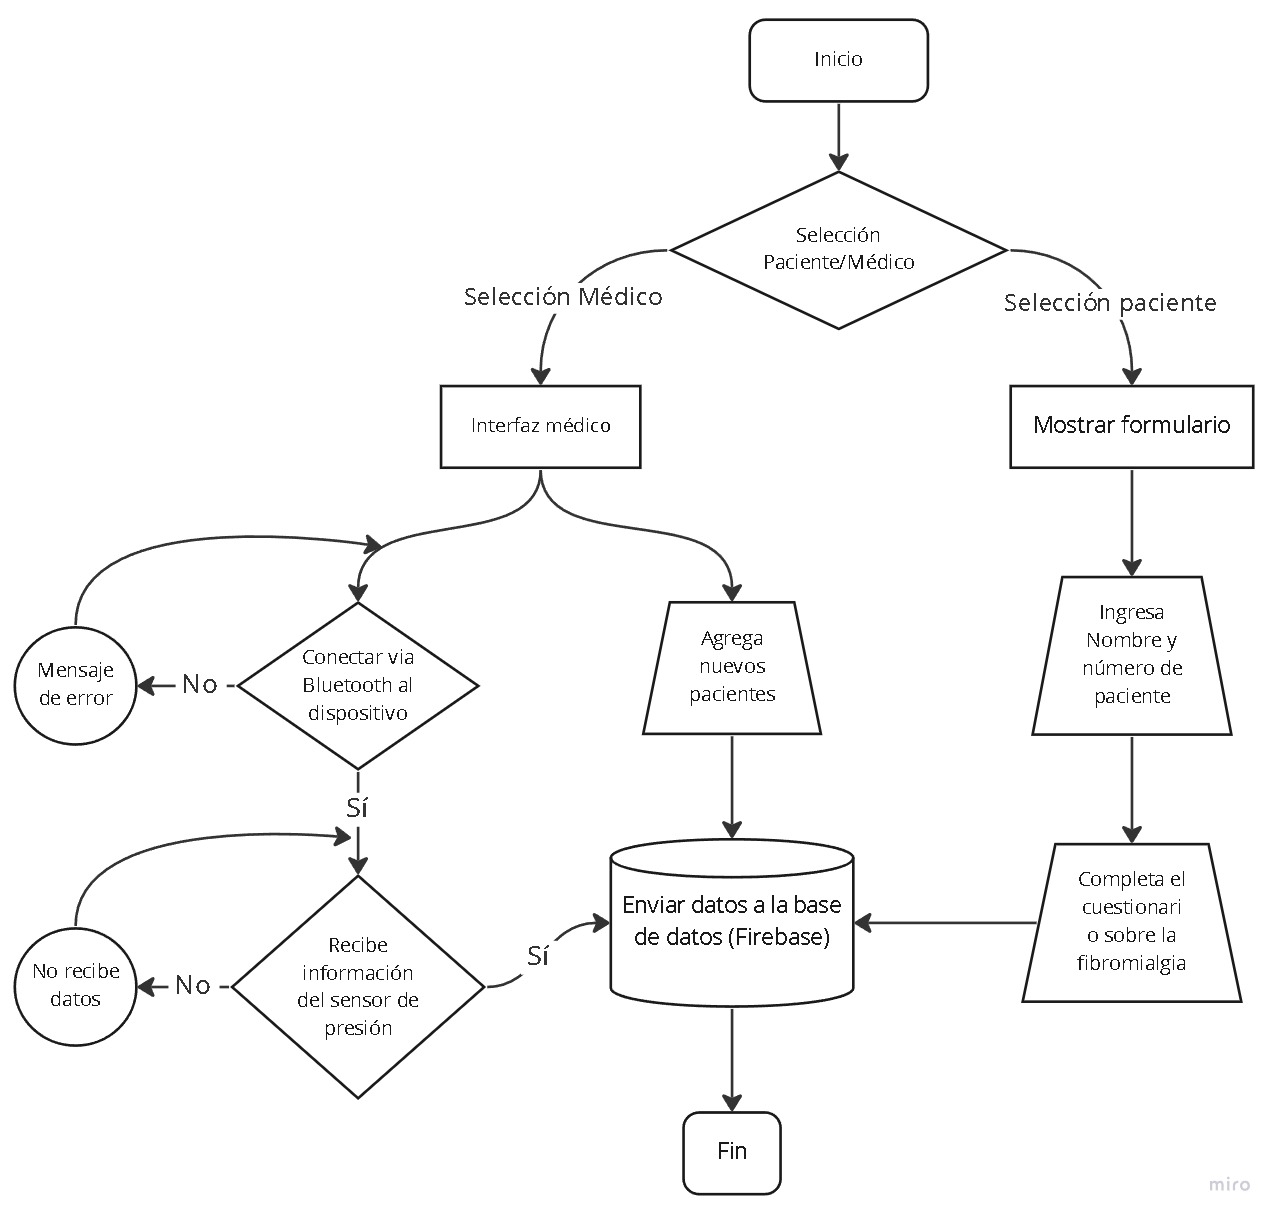 Inicio
Selección
Paciente/Médico
Selección Médico
Selección paciente
Interfaz médico
Mostrar formulario
Ingresa
Nombre y
número de
paciente
Agrega
nuevos
pacientes
Conectar via
Bluetooth al
dispositivo
No
Mensaje
de error
Sí
Completa el
cuestionari
o sobre la
fibromialgia
Enviar datos a la base
de datos (Firebase)
Sí
Recibe
información
del sensor de
presión
No
No recibe
datos
Fin
miro